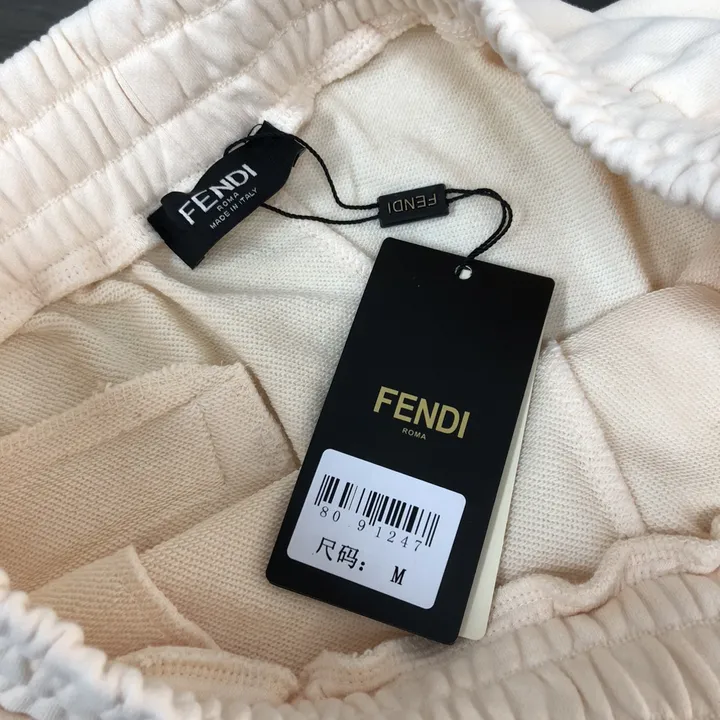 FENDI
ROMA
MADE IN ITALY
FENDI
FENDI
ROMA
80 91247
尺码： M